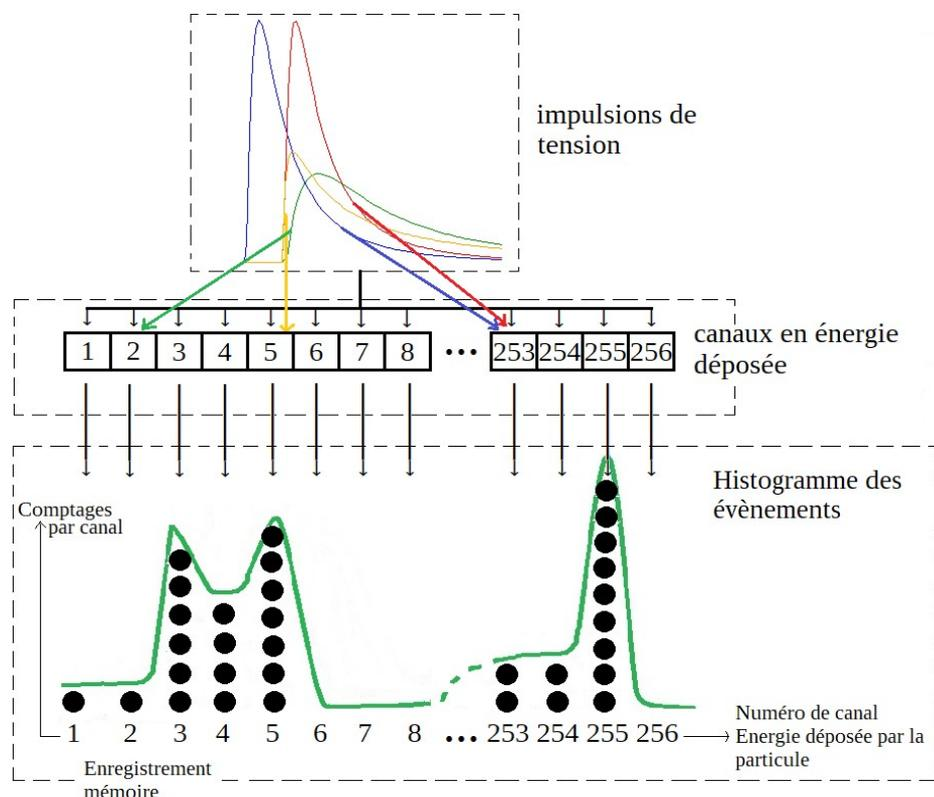 impulsions de
tension
canaux en énergie
déposée
1 2 3 4 5 6 7 8 ... 253 254 255 256
Histogramme des
évènements
Comptages
par canal
1 2 3 4 5 6 7 8 ... 253 254 255 256
Numéro de canal
Energie déposée par la
particule
Enregistrement
mémoire